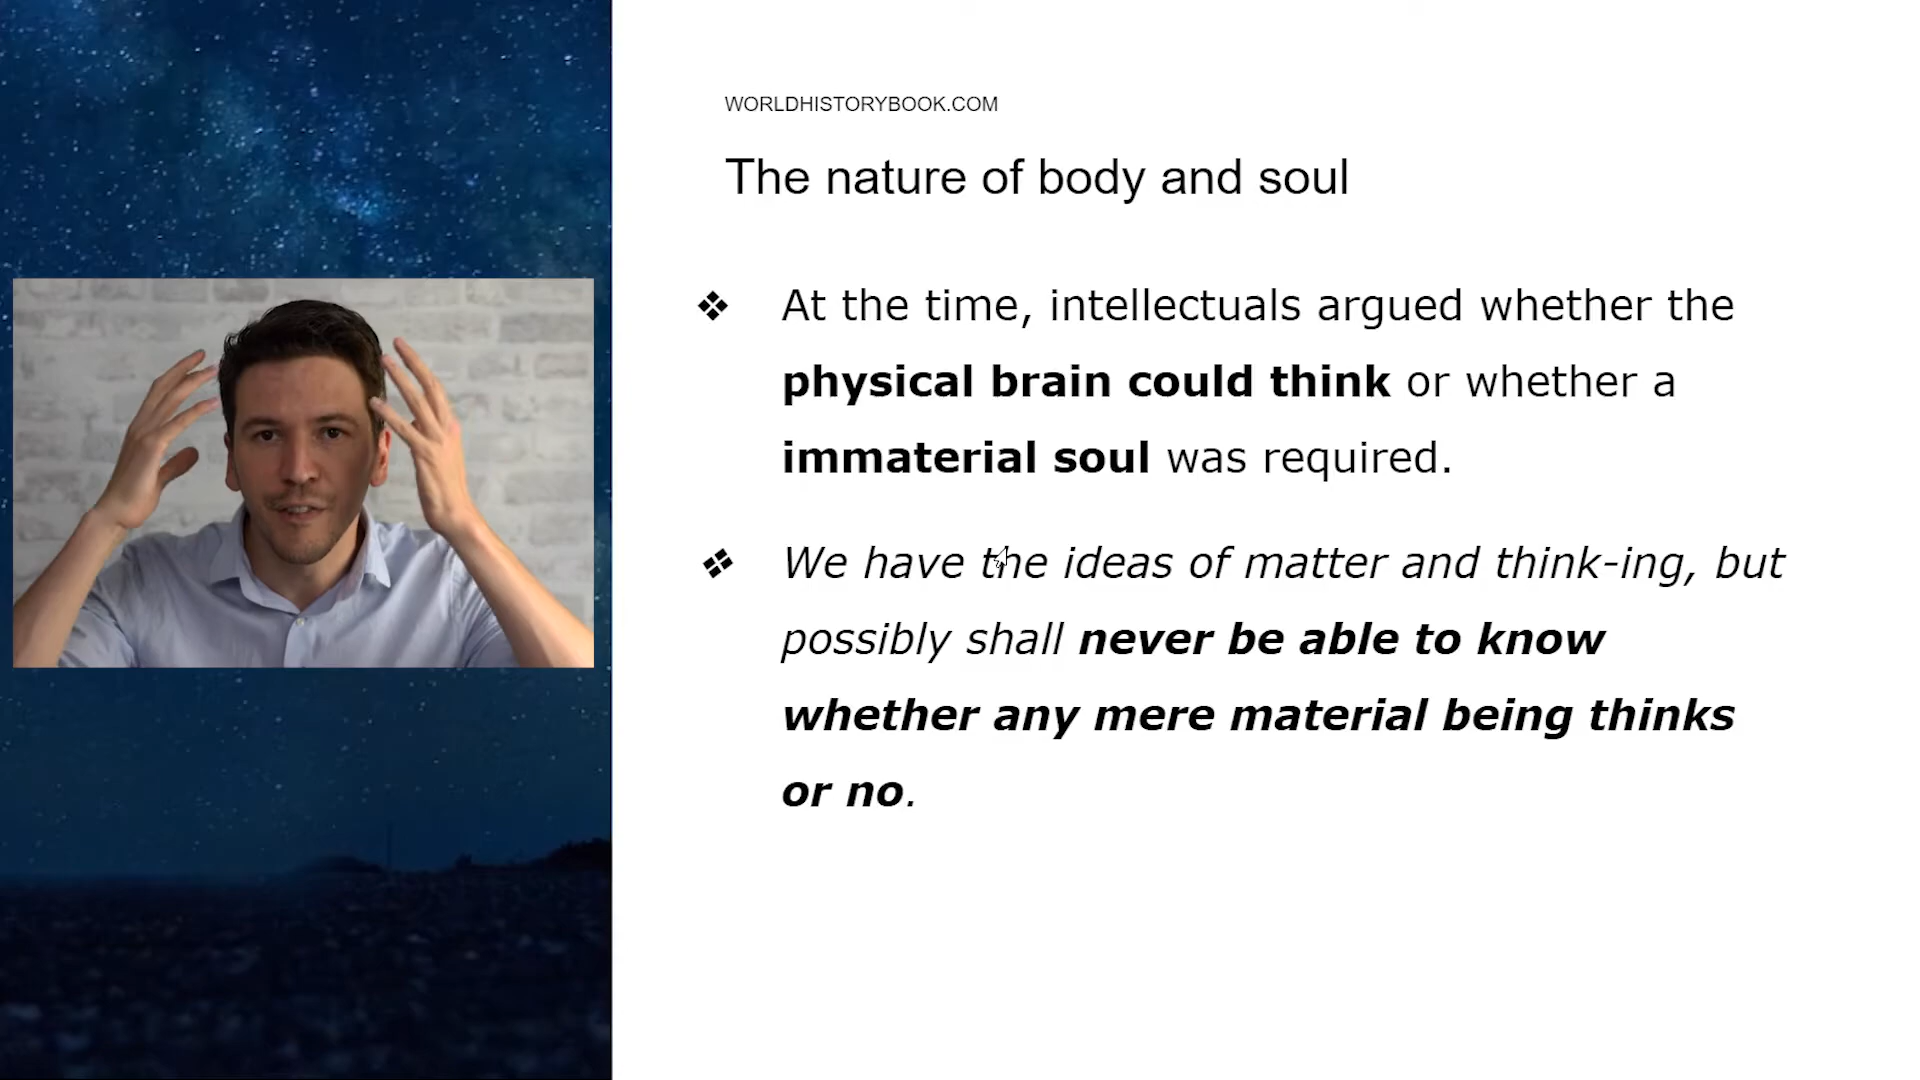 WORLDHISTORYBOOK.COM
The nature of body and soul
❖ At the time, intellectuals argued whether the
physical brain could think or whether a
immaterial soul was required.
❖ We have the ideas of matter and think-ing, but
possibly shall never be able to know
whether any mere material being thinks
or no.